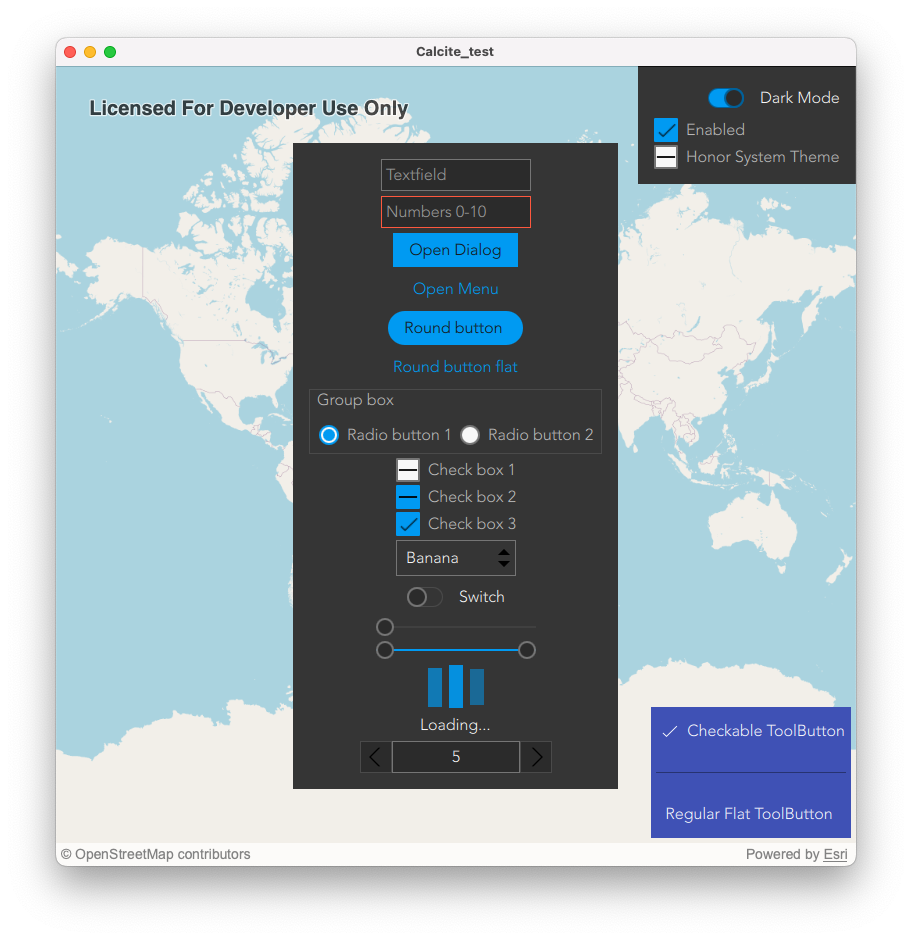 Calcite_test
Licensed For Developer Use Only
Dark Mode
Enabled
Honor System Theme
Textfield
Numbers 0-10
Open Dialog
Open Menu
Round button
Round button flat
Group box
Radio button 1 Radio button 2
Check box 1
Check box 2
Check box 3
Banana
Switch
Loading...
5
Checkable ToolButton
Regular Flat ToolButton
© OpenStreetMap contributors
Powered by Esri